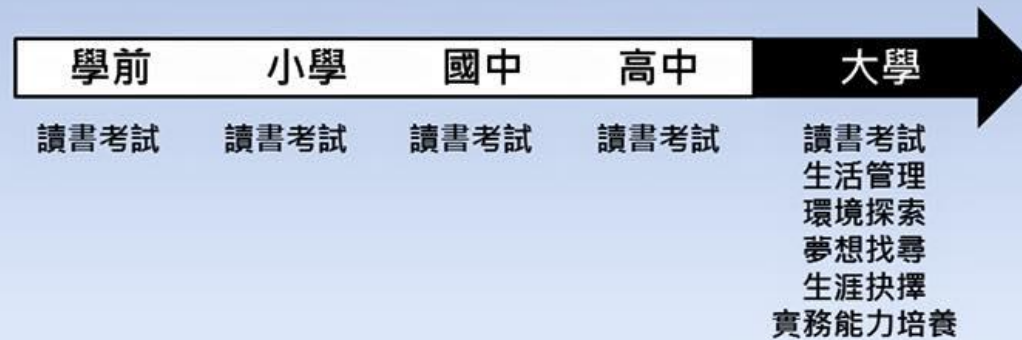 學前 小學 國中 高中 大學
讀書考試 讀書考試 讀書考試 讀書考試 讀書考試
生活管理
環境探索
夢想找尋
生涯抉擇
實務能力培養